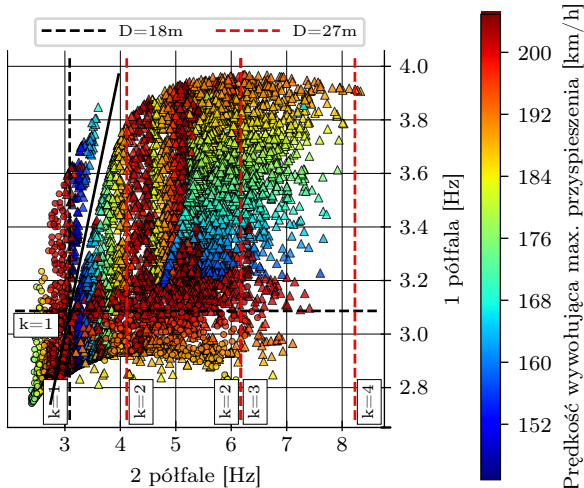 D=18m
D=27m
4.0
3.8
3.6
3.4
3.2
3.0
2.8
1 półfala [Hz]
k=1
k=1
k=2
k=2
k=3
k=4
3
4
5
6
7
8
2 półfale [Hz]
200
192
184
176
168
160
152
Prędkość wywołująca max. przyspieszenia [km/h]